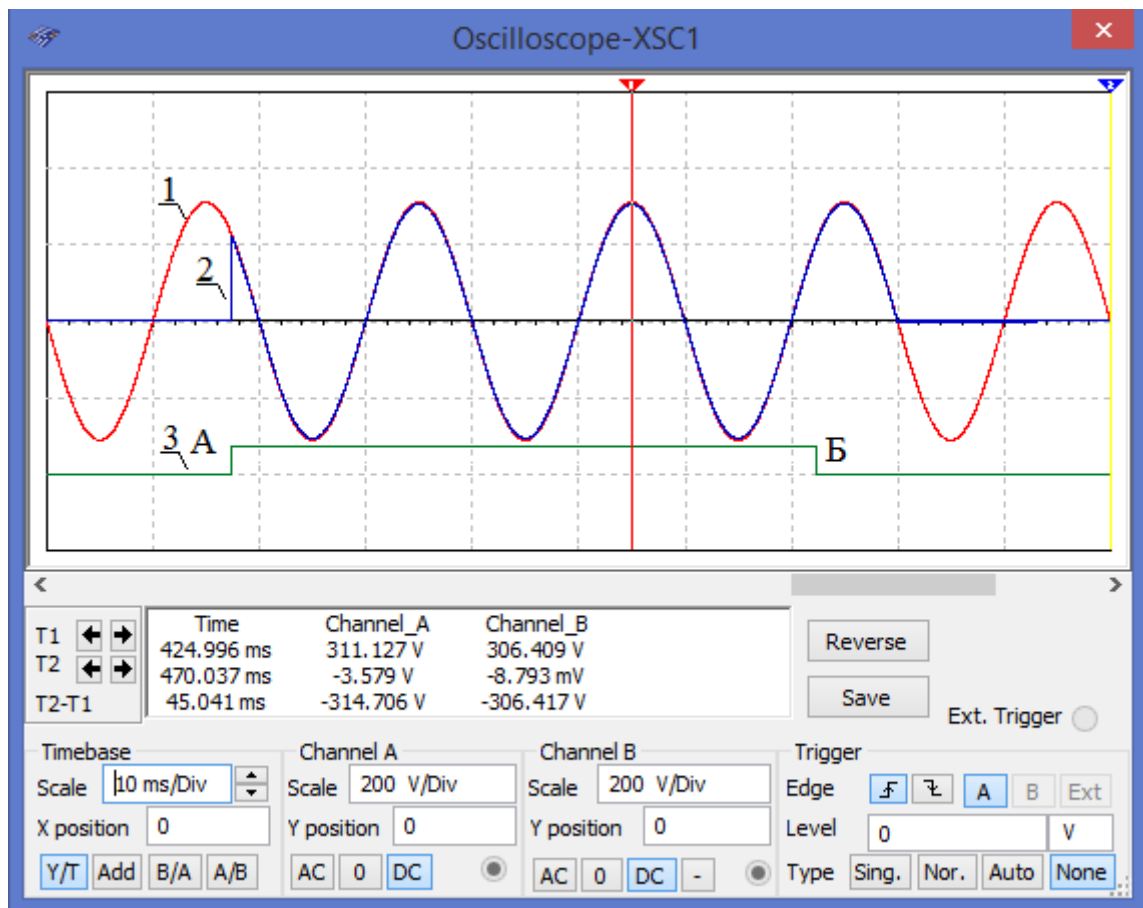 Oscilloscope-XSC1
1
2
1
2
3 А
Б
Time Channel_A Channel_B
T1 424.996 ms 311.127 V 306.409 V
T2 470.037 ms -3.579 V -8.793 mV
T2-T1 45.041 ms -314.706 V -306.417 V
Reverse
Save
Ext. Trigger
Timebase
Scale 10 ms/Div
X position 0
Y/T Add B/A A/B
Channel A
Scale 200 V/Div
Y position 0
AC 0 DC
Channel B
Scale 200 V/Div
Y position 0
AC 0 DC -
Trigger
Edge A B Ext
Level 0 V
Type Sing. Nor. Auto None